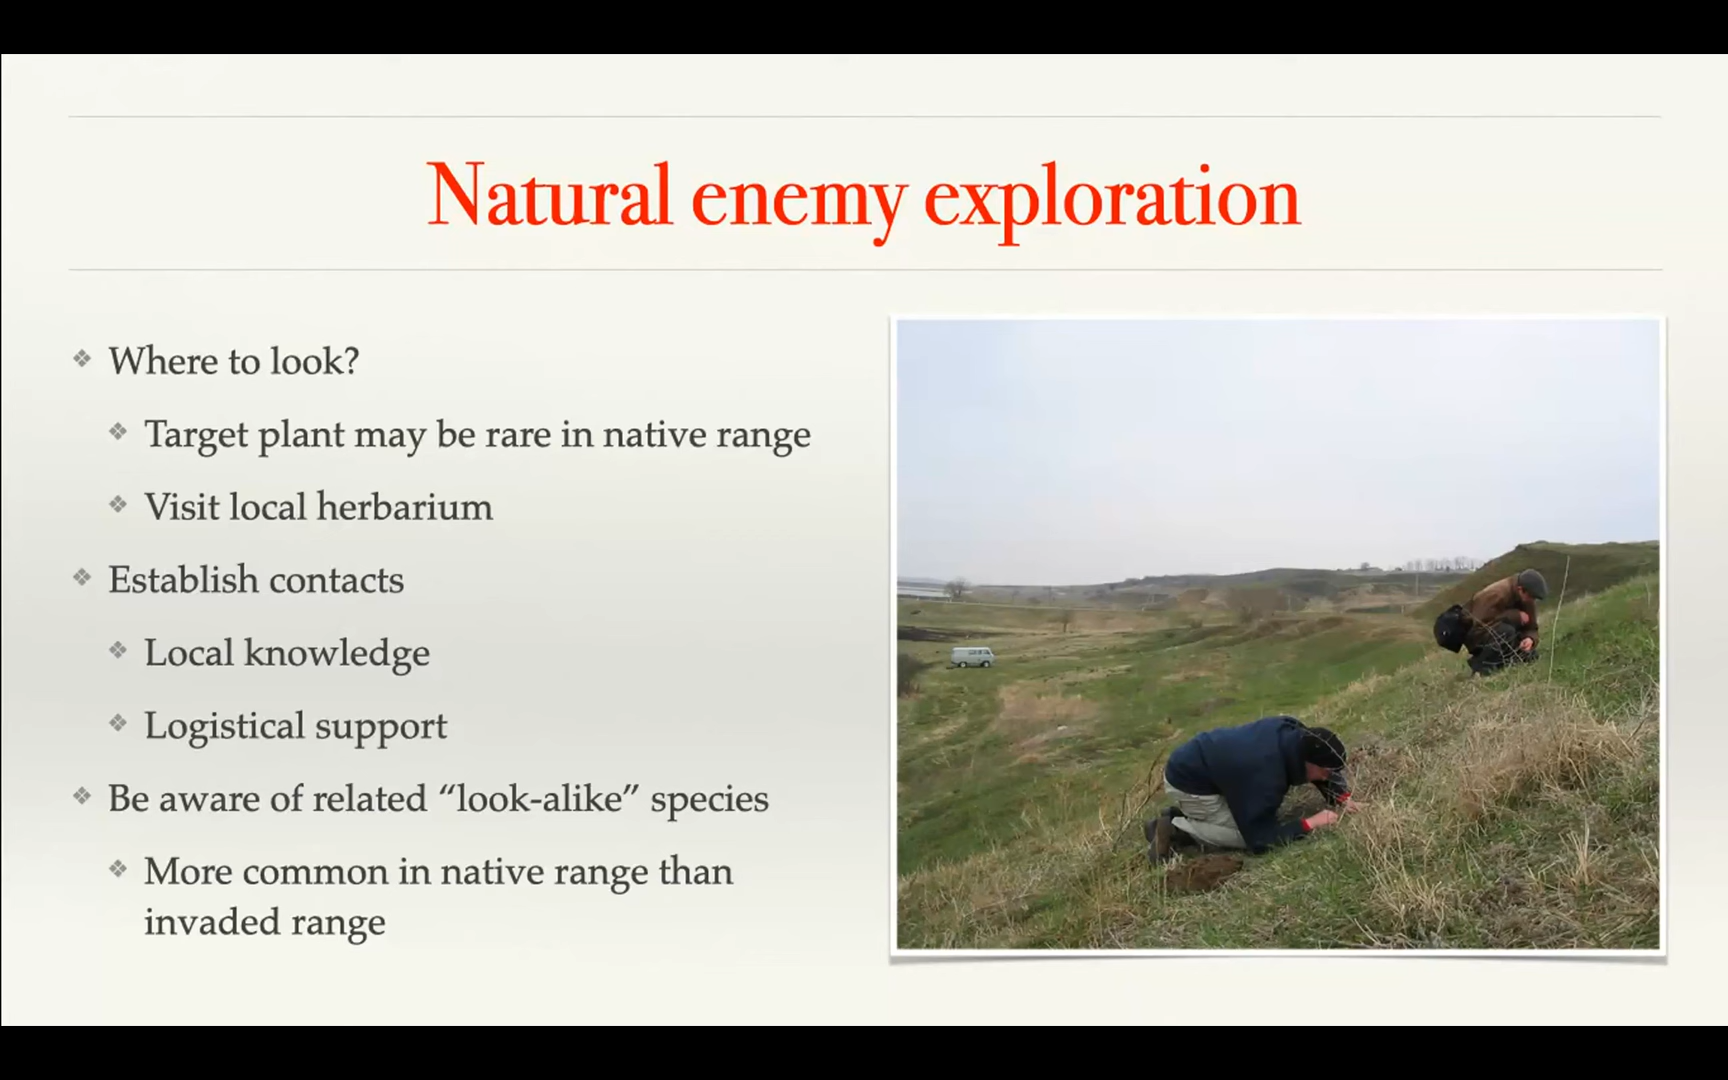 Natural enemy exploration
Where to look?
Target plant may be rare in native range
Visit local herbarium
Establish contacts
Local knowledge
Logistical support
Be aware of related “look-alike” species
More common in native range than
invaded range